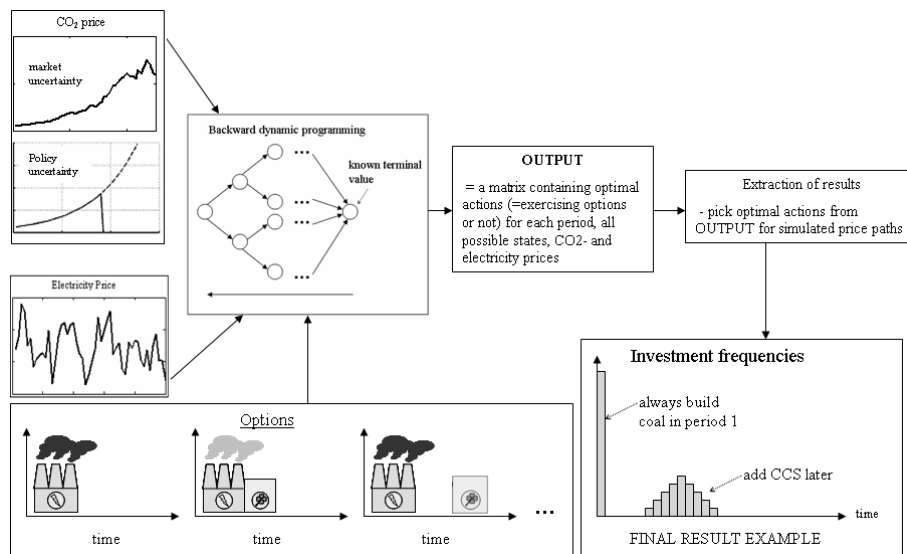 CO₂ price
market
uncertainty
Policy
uncertainty
Electricity Price
Backward dynamic programming
known terminal
value
OUTPUT
= a matrix containing optimal
actions (=exercising options
or not) for each period, all
possible states, CO2- and
electricity prices
Extraction of results
- pick optimal actions from
OUTPUT for simulated price paths
Options
time
time
time
...
Investment frequencies
always build
coal in period 1
add CCS later
time
FINAL RESULT EXAMPLE